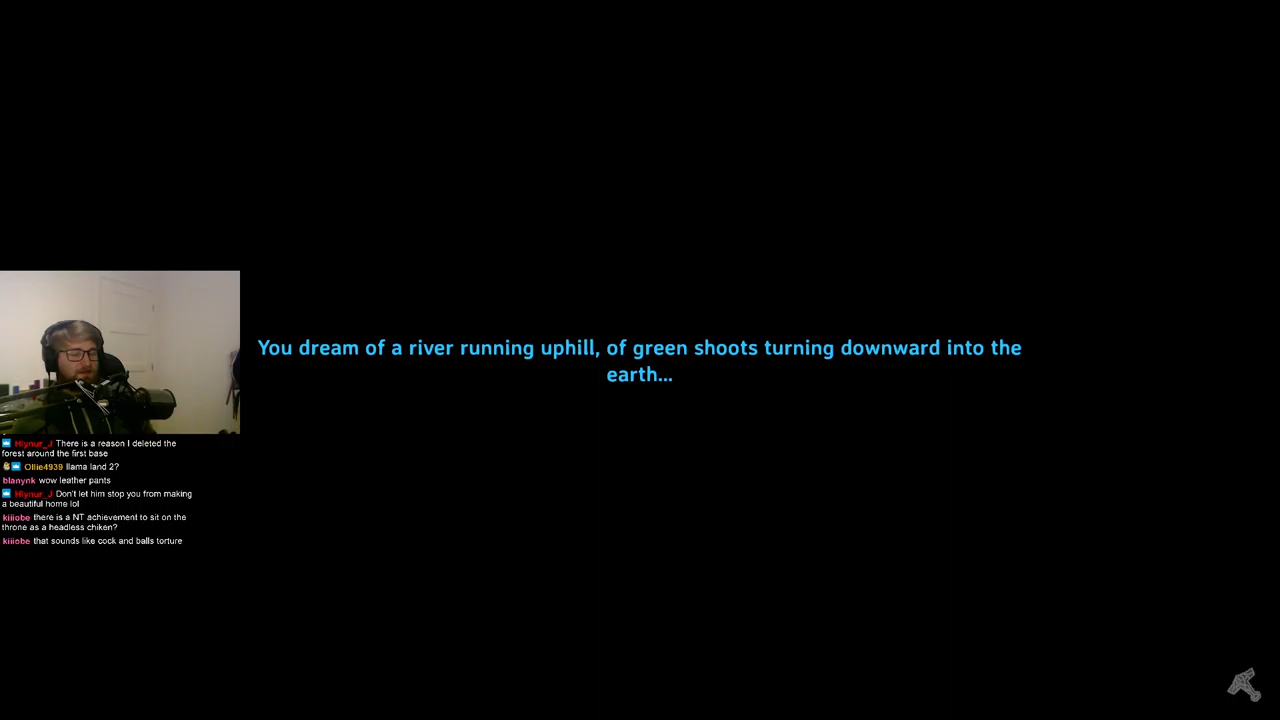 You dream of a river running uphill, of green shoots turning downward into the
earth...
Hlynur_J There is a reason I deleted the
forest around the first base
Ollie4939 llama land 2?
blanynk wow leather pants
Hlynur_J Don't let him stop you from making
a beautiful home lol
kiiiobe there is a NT achievement to sit on the
throne as a headless chiken?
kiiiobe that sounds like cock and balls torture